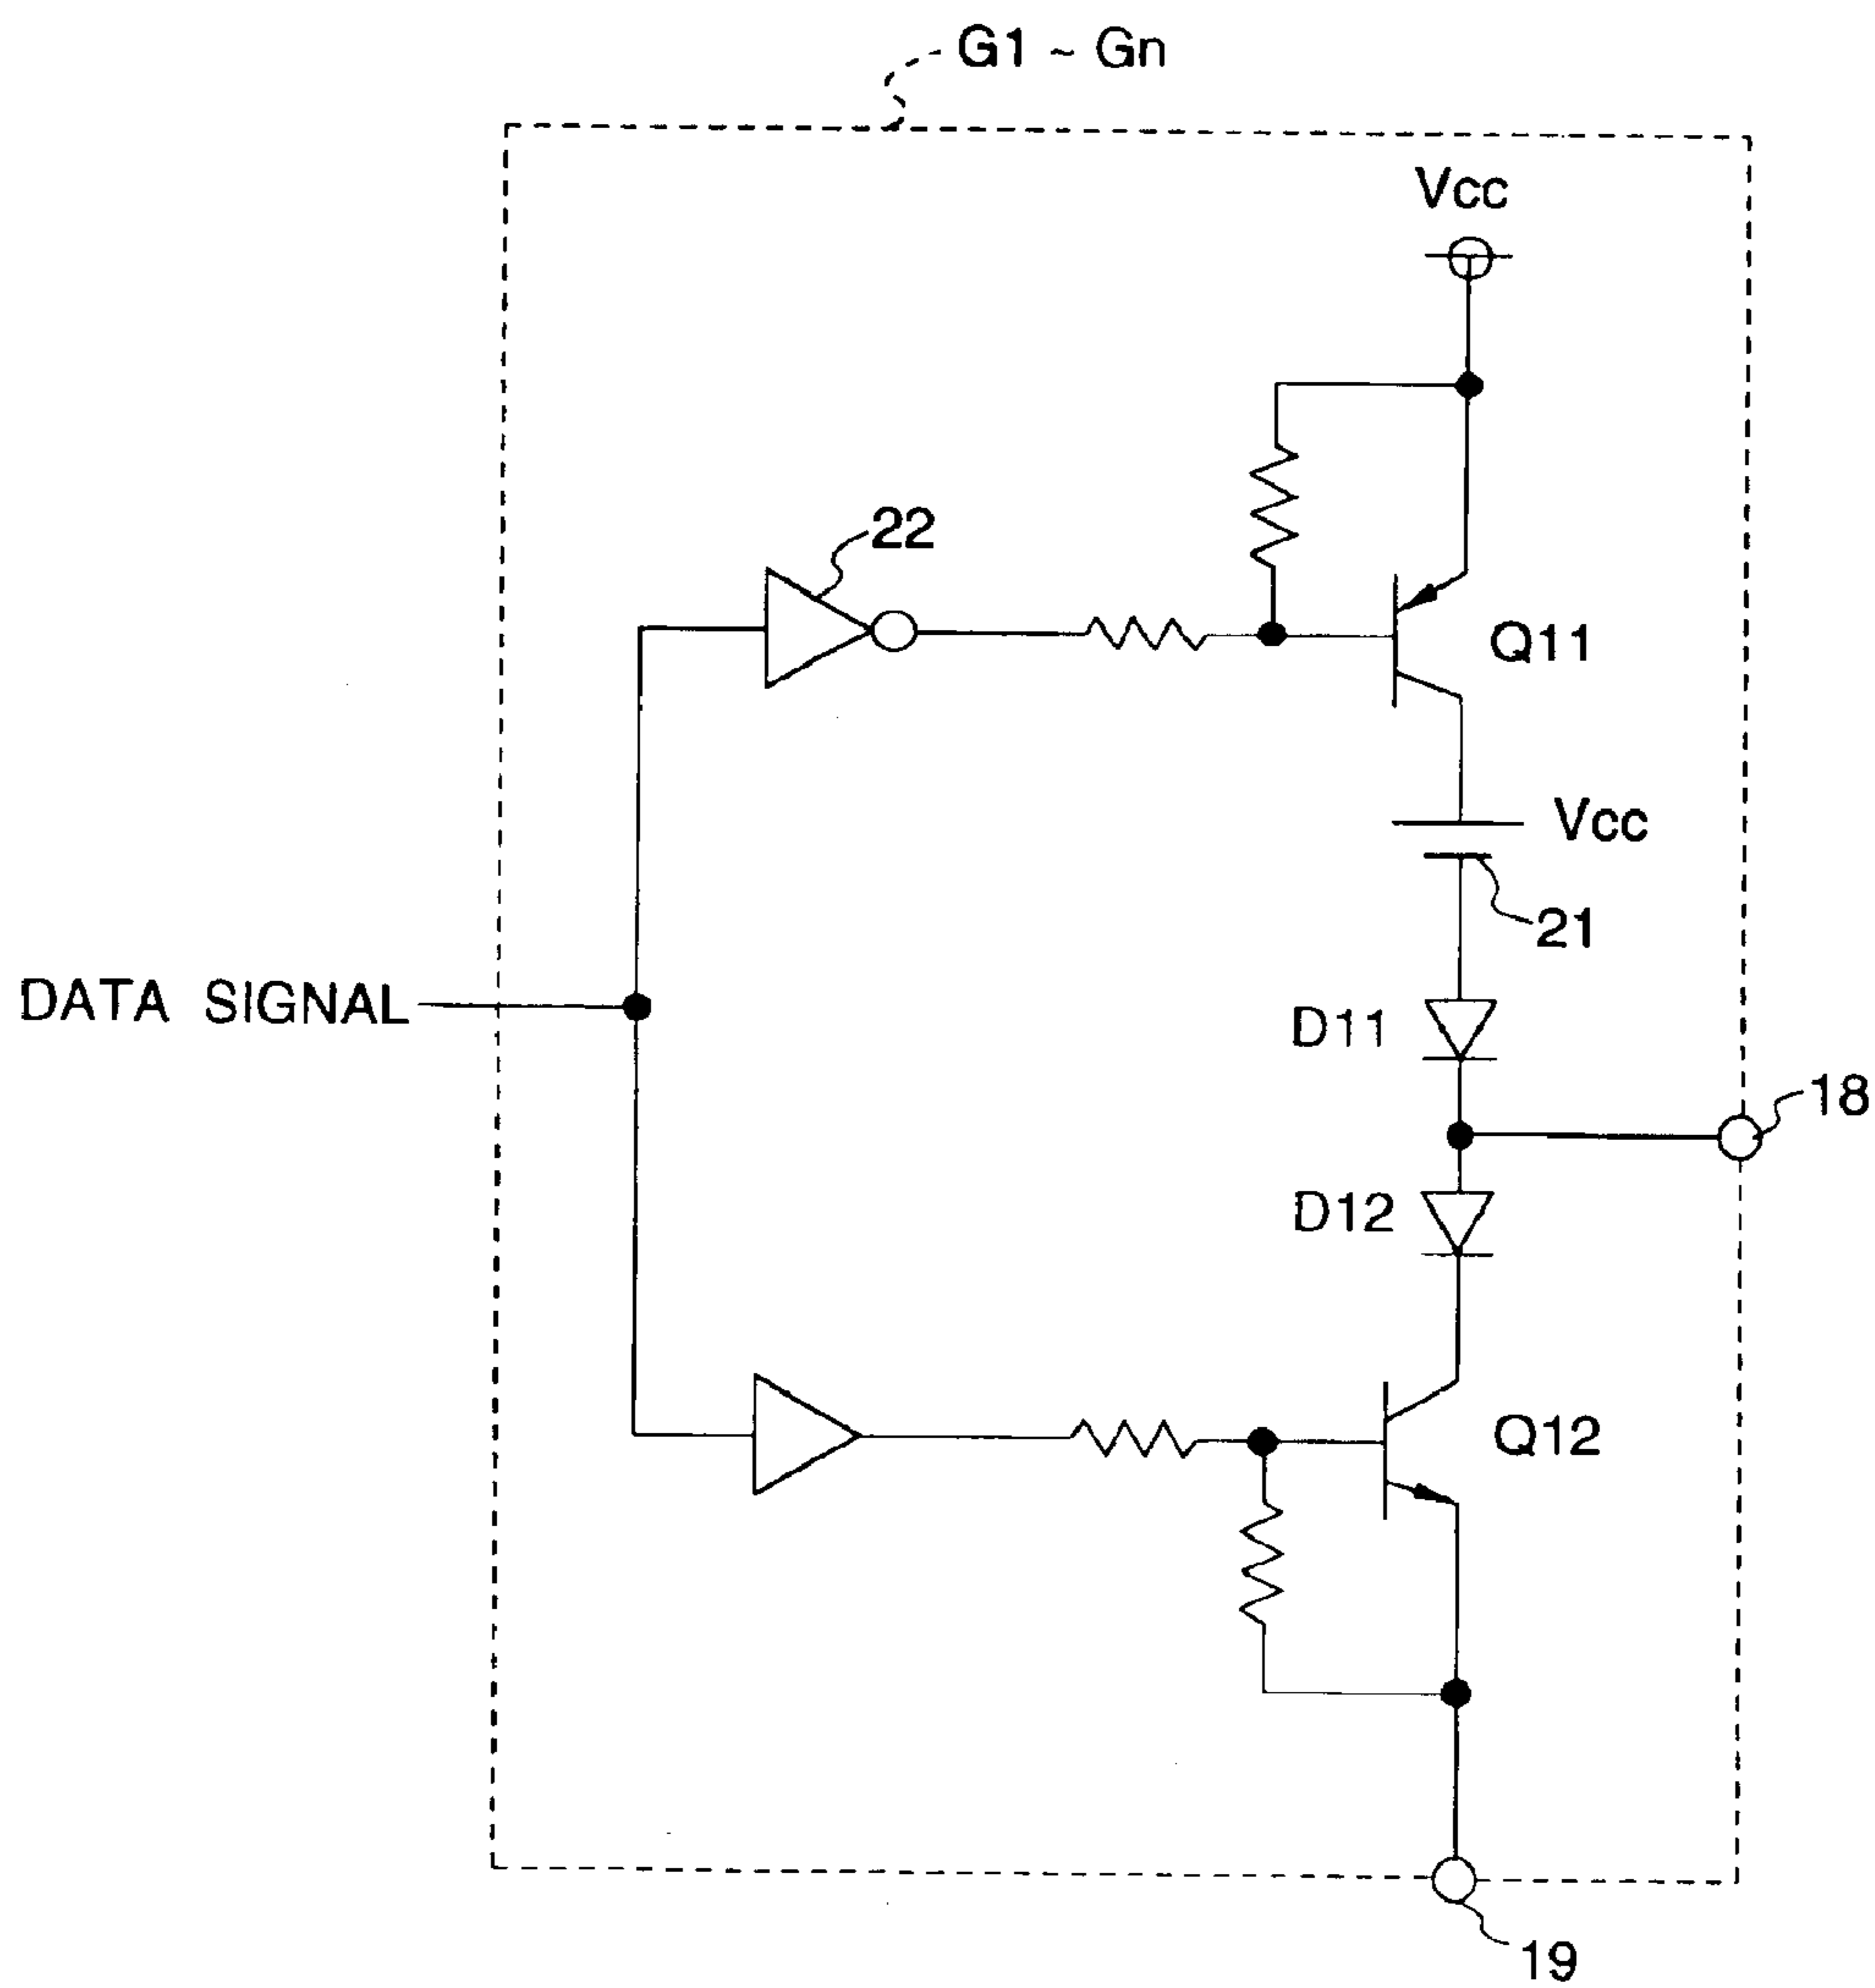 G1 ~ Gn
Vcc
22
Q11
Vcc
21
DATA SIGNAL
D11
18
D12
Q12
19